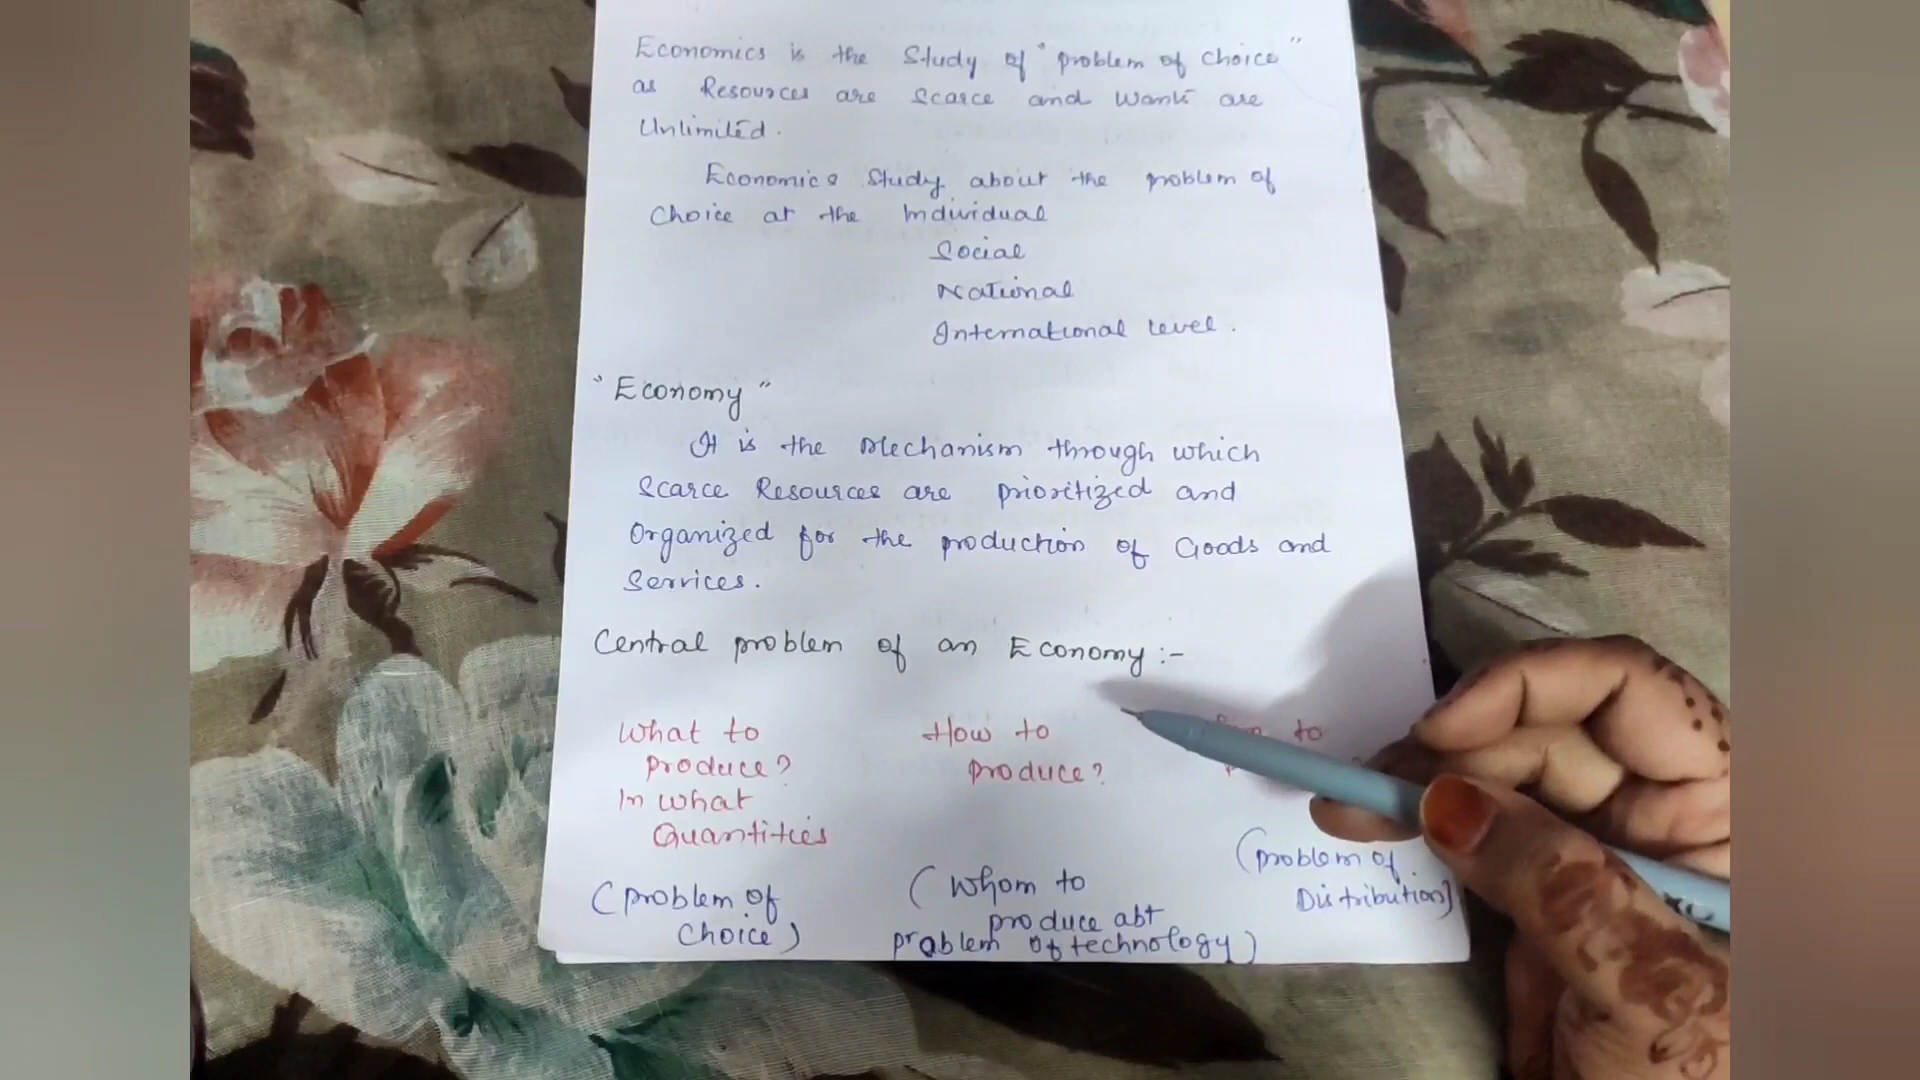 Economics is the Study of "problem of choice"
as Resources are Scarce and Wants are
Unlimited.
Economics Study about the problem of
Choice at the Individual
Social
National
International level.
"Economy"
It is the Mechanism through which
Scarce Resources are prioritized and
Organized for the production of Goods and
Services.
Central problem of an Economy :-
What to
produce?
In what
Quantities
(problem of
Choice)
How to
produce?
(Whom to
produce abt
problem of technology)
to
(problem of
Distribution)